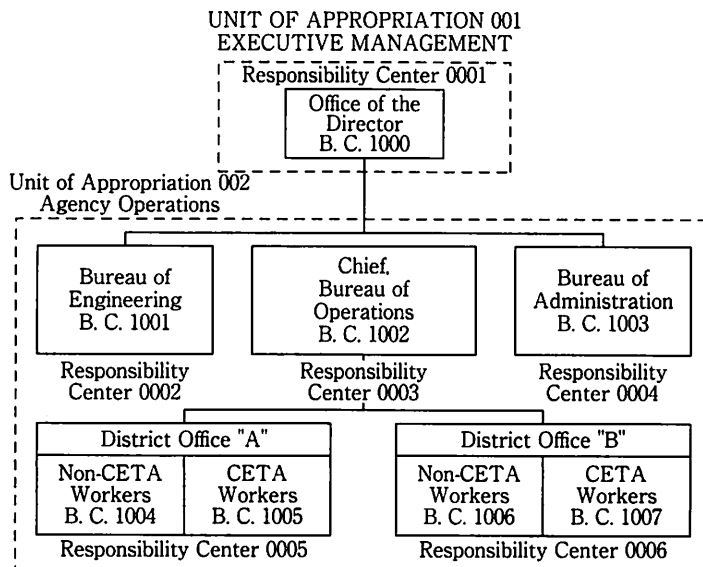 UNIT OF APPROPRIATION 001
EXECUTIVE MANAGEMENT
Responsibility Center 0001
Office of the
Director
B. C. 1000
Unit of Appropriation 002
Agency Operations
Bureau of
Engineering
B. C. 1001
Chief,
Bureau of
Operations
B. C. 1002
Bureau of
Administration
B. C. 1003
Responsibility
Center 0002
Responsibility
Center 0003
Responsibility
Center 0004
District Office "A"
Non-CETA
Workers
B. C. 1004
CETA
Workers
B. C. 1005
Responsibility Center 0005
District Office "B"
Non-CETA
Workers
B. C. 1006
CETA
Workers
B. C. 1007
Responsibility Center 0006